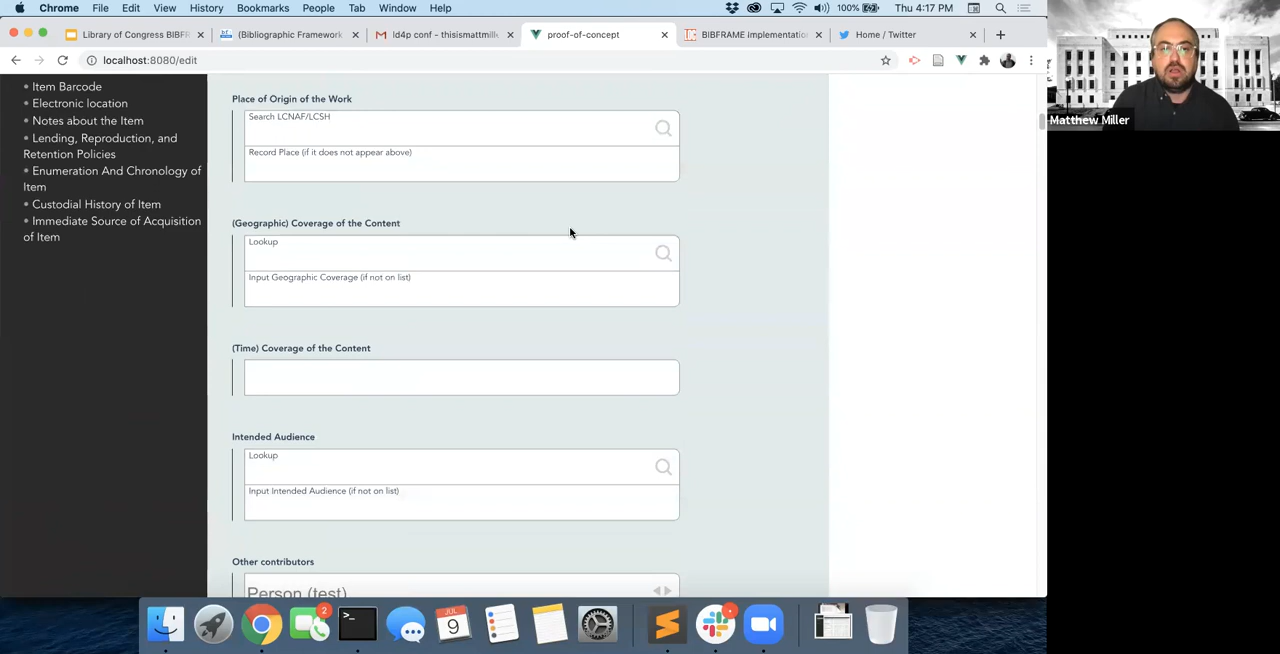 Chrome File Edit View History Bookmarks People Tab Window Help 100% Thu 4:17 PM
Library of Congress BIBFR (Bibliographic Framework ld4p conf - thisismattmill proof-of-concept BIBFRAME implementatio Home / Twitter
localhost:8080/edit
Item Barcode
Electronic location
Notes about the Item
Lending, Reproduction, and
Retention Policies
Enumeration And Chronology of
Item
Custodial History of Item
Immediate Source of Acquisition
of Item
Place of Origin of the Work
Search LCNAF/LCSH
Record Place (if it does not appear above)
(Geographic) Coverage of the Content
Lookup
Input Geographic Coverage (if not on list)
(Time) Coverage of the Content
Intended Audience
Lookup
Input Intended Audience (if not on list)
Other contributors
Person (test)
Matthew Miller
2
JUL
9